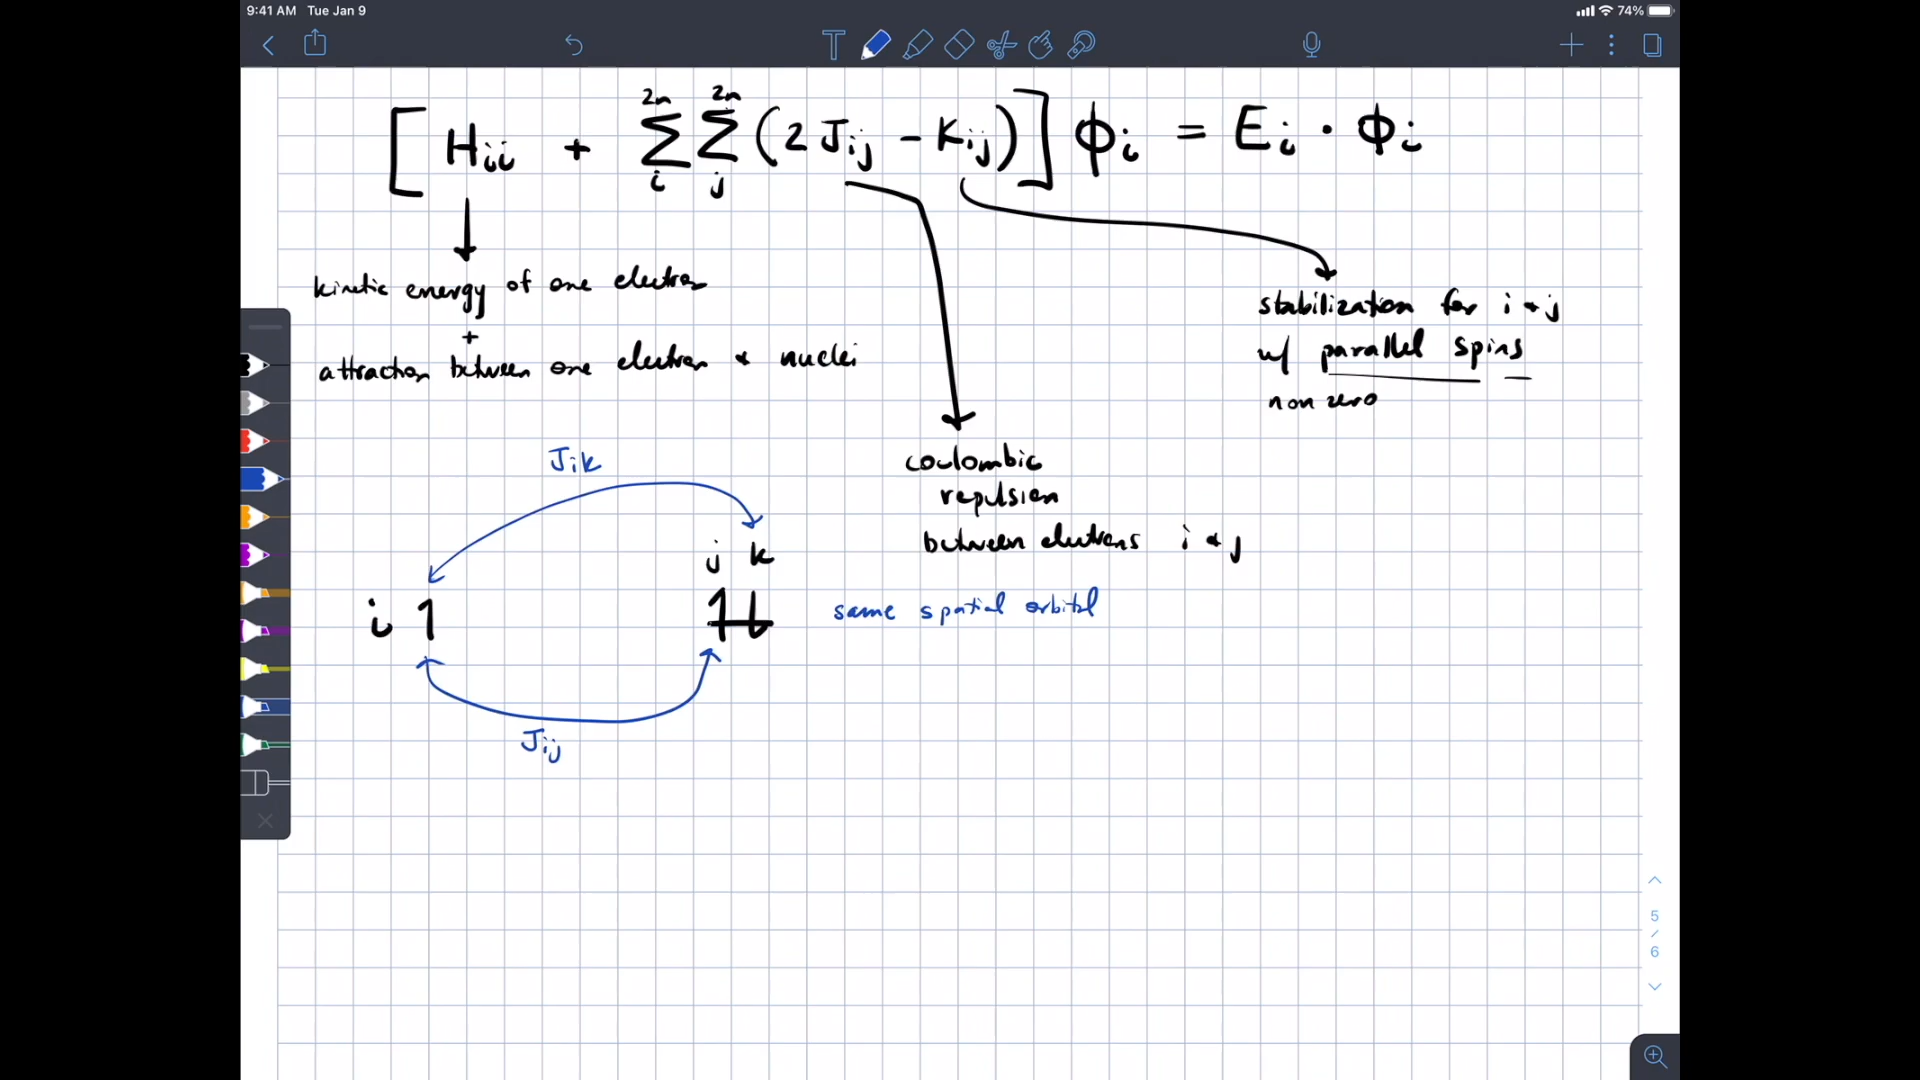 9:41 AM Tue Jan 9 74%
[ Hii + 2n Σ i 2n Σ j (2 Jij - Kij) ] ϕi = Ei · ϕi
kinetic energy of one electron
+
attraction between one electron & nuclei
stabilization for i & j
w/ parallel spins
non zero
coulombic
repulsion
between electrons i & j
Jik
j k
i 1 1 L
same spatial orbital
Jij
T
5
/
6